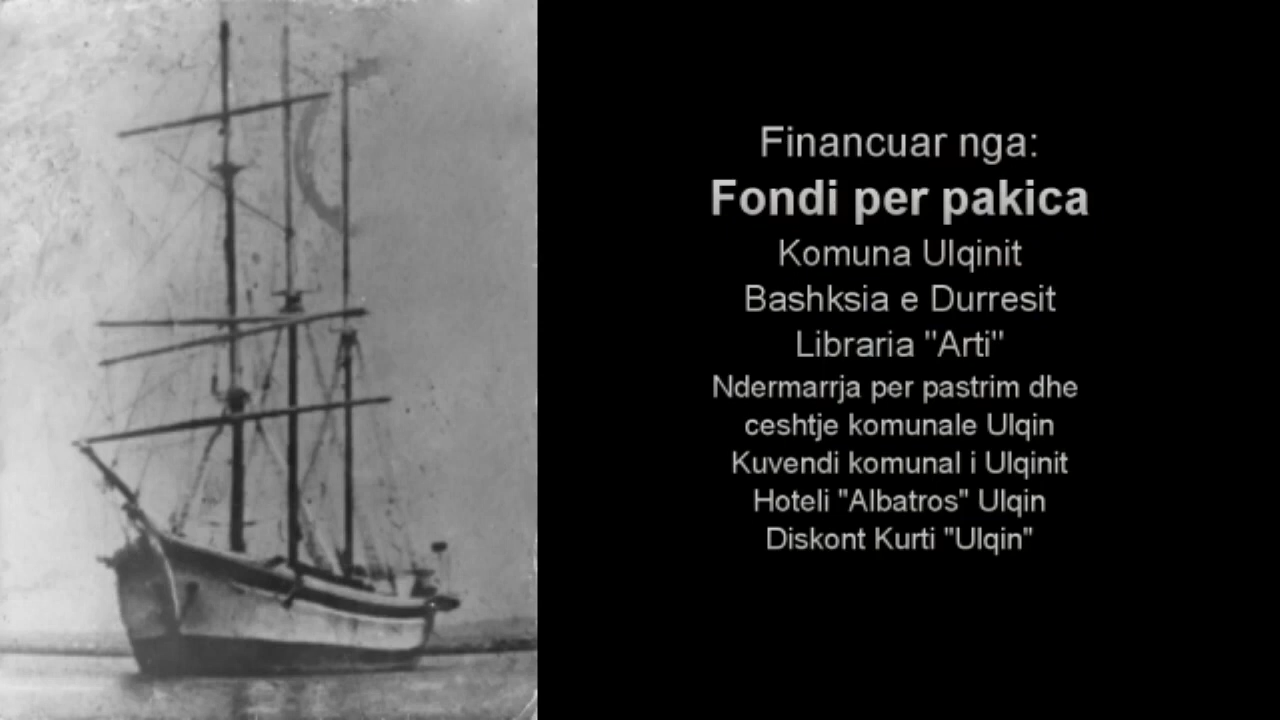 Financuar nga:
Fondi per pakica
Komuna Ulqinit
Bashksia e Durresit
Libraria "Arti"
Ndermarrja per pastrim dhe
ceshtje komunale Ulqin
Kuvendi komunal i Ulqinit
Hoteli "Albatros" Ulqin
Diskont Kurti "Ulqin"